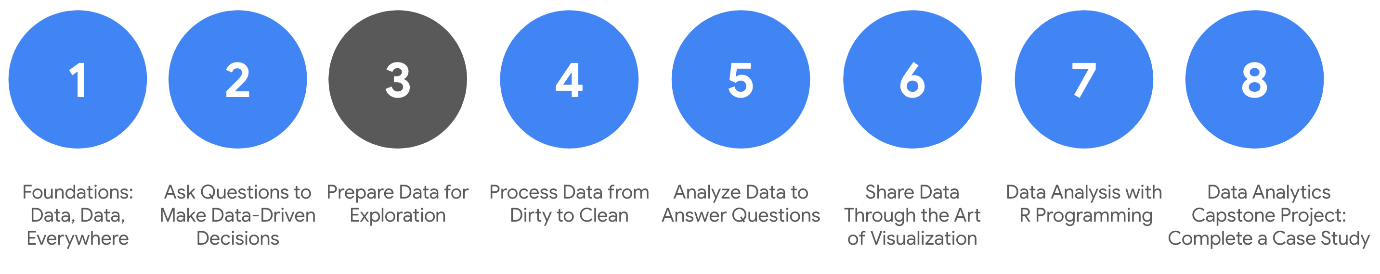 1
2
3
4
5
6
7
8
Foundations:
Data, Data,
Everywhere
Ask Questions to
Make Data-Driven
Decisions
Prepare Data for
Exploration
Process Data from
Dirty to Clean
Analyze Data to
Answer Questions
Share Data
Through the Art
of Visualization
Data Analysis with
R Programming
Data Analytics
Capstone Project:
Complete a Case Study